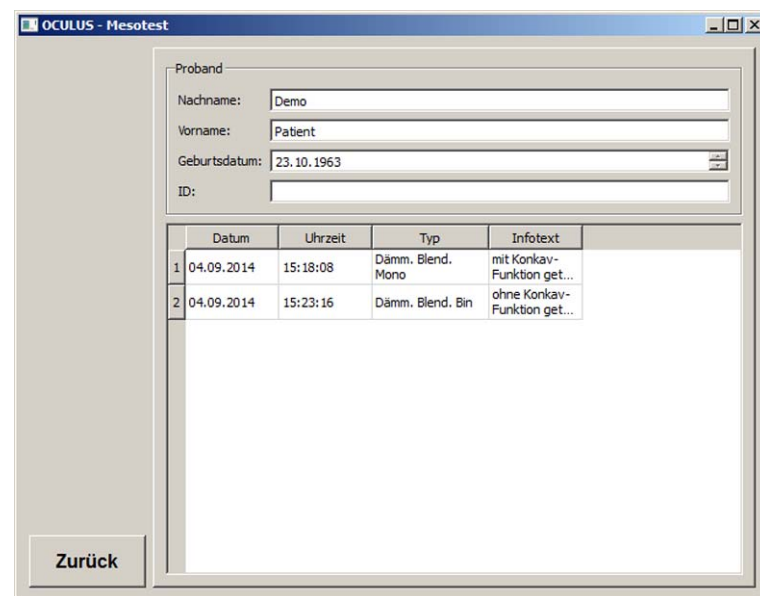 OCULUS - Mesotest
Proband
Nachname: Demo
Vorname: Patient
Geburtsdatum: 23.10.1963
ID:
Datum Uhrzeit Typ Infotext
1 04.09.2014 15:18:08 Dämm. Blend. Mono mit Konkav-Funktion get...
2 04.09.2014 15:23:16 Dämm. Blend. Bin ohne Konkav-Funktion get...
Zurück